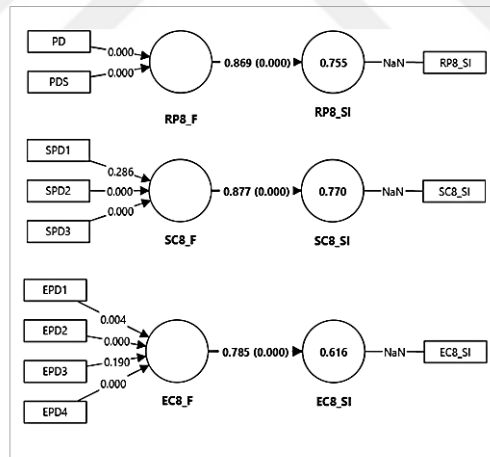 PD
0.000
PDS
0.000
0.869 (0.000)
0.755
NaN
RP8_SI
RP8_F
RP8_SI
SPD1
0.286
SPD2
0.000
SPD3
0.000
0.877 (0.000)
0.770
NaN
SC8_SI
SC8_F
SC8_SI
EPD1
0.004
EPD2
0.000
EPD3
0.190
EPD4
0.000
0.785 (0.000)
0.616
NaN
EC8_SI
EC8_F
EC8_SI